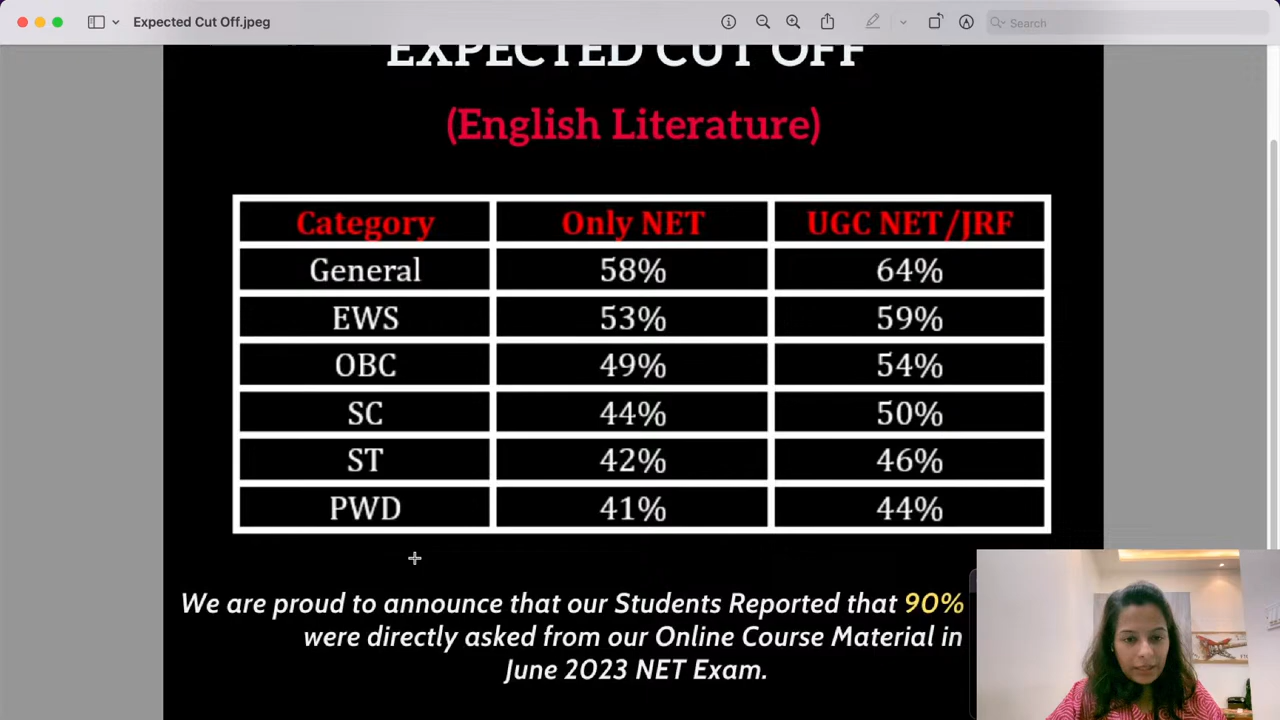 Expected Cut Off.jpeg
Search
EXPECTED CUT OFF
(English Literature)
Category Only NET UGC NET/JRF
General 58% 64%
EWS 53% 59%
OBC 49% 54%
SC 44% 50%
ST 42% 46%
PWD 41% 44%
We are proud to announce that our Students Reported that 90%
were directly asked from our Online Course Material in
June 2023 NET Exam.